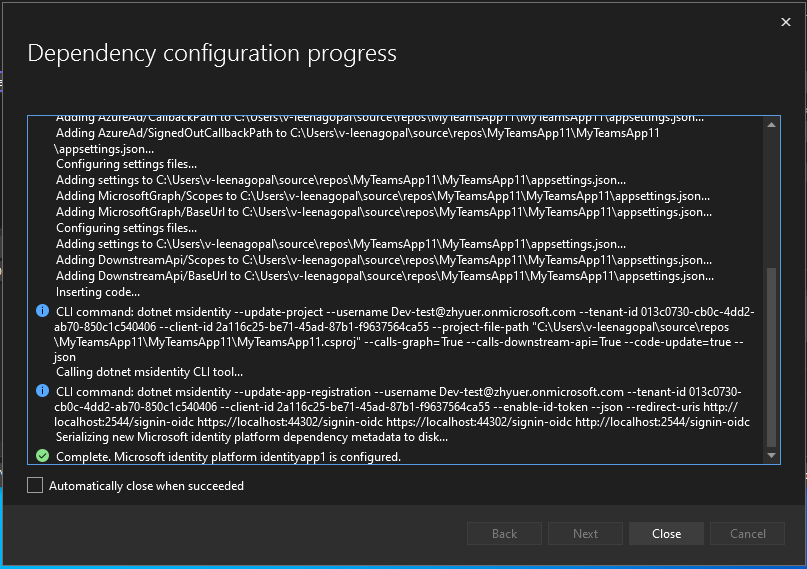 Dependency configuration progress
Adding AzureAd/CallbackPath to C:\Users\v-leenagopal\source\repos\MyTeamsApp11\MyTeamsApp11\appsettings.json...
Adding AzureAd/SignedOutCallbackPath to C:\Users\v-leenagopal\source\repos\MyTeamsApp11\MyTeamsApp11
\appsettings.json...
Configuring settings files...
Adding settings to C:\Users\v-leenagopal\source\repos\MyTeamsApp11\MyTeamsApp11\appsettings.json...
Adding MicrosoftGraph/Scopes to C:\Users\v-leenagopal\source\repos\MyTeamsApp11\MyTeamsApp11\appsettings.json...
Adding MicrosoftGraph/BaseUrl to C:\Users\v-leenagopal\source\repos\MyTeamsApp11\MyTeamsApp11\appsettings.json...
Configuring settings files...
Adding settings to C:\Users\v-leenagopal\source\repos\MyTeamsApp11\MyTeamsApp11\appsettings.json...
Adding DownstreamApi/Scopes to C:\Users\v-leenagopal\source\repos\MyTeamsApp11\MyTeamsApp11\appsettings.json...
Adding DownstreamApi/BaseUrl to C:\Users\v-leenagopal\source\repos\MyTeamsApp11\MyTeamsApp11\appsettings.json...
Inserting code...
CLI command: dotnet msidentity --update-project --username Dev-test@zhyuer.onmicrosoft.com --tenant-id 013c0730-cb0c-4dd2-
ab70-850c1c540406 --client-id 2a116c25-be71-45ad-87b1-f9637564ca55 --project-file-path "C:\Users\v-leenagopal\source\repos
\MyTeamsApp11\MyTeamsApp11\MyTeamsApp11.csproj" --calls-graph=True --calls-downstream-api=True --code-update=true --
json
Calling dotnet msidentity CLI tool...
CLI command: dotnet msidentity --update-app-registration --username Dev-test@zhyuer.onmicrosoft.com --tenant-id 013c0730-
cb0c-4dd2-ab70-850c1c540406 --client-id 2a116c25-be71-45ad-87b1-f9637564ca55 --enable-id-token --json --redirect-uris http://
localhost:2544/signin-oidc https://localhost:44302/signin-oidc https://localhost:44302/signin-oidc http://localhost:2544/signin-oidc
Serializing new Microsoft identity platform dependency metadata to disk...
Complete. Microsoft identity platform identityapp1 is configured.
Automatically close when succeeded
Back
Next
Close
Cancel